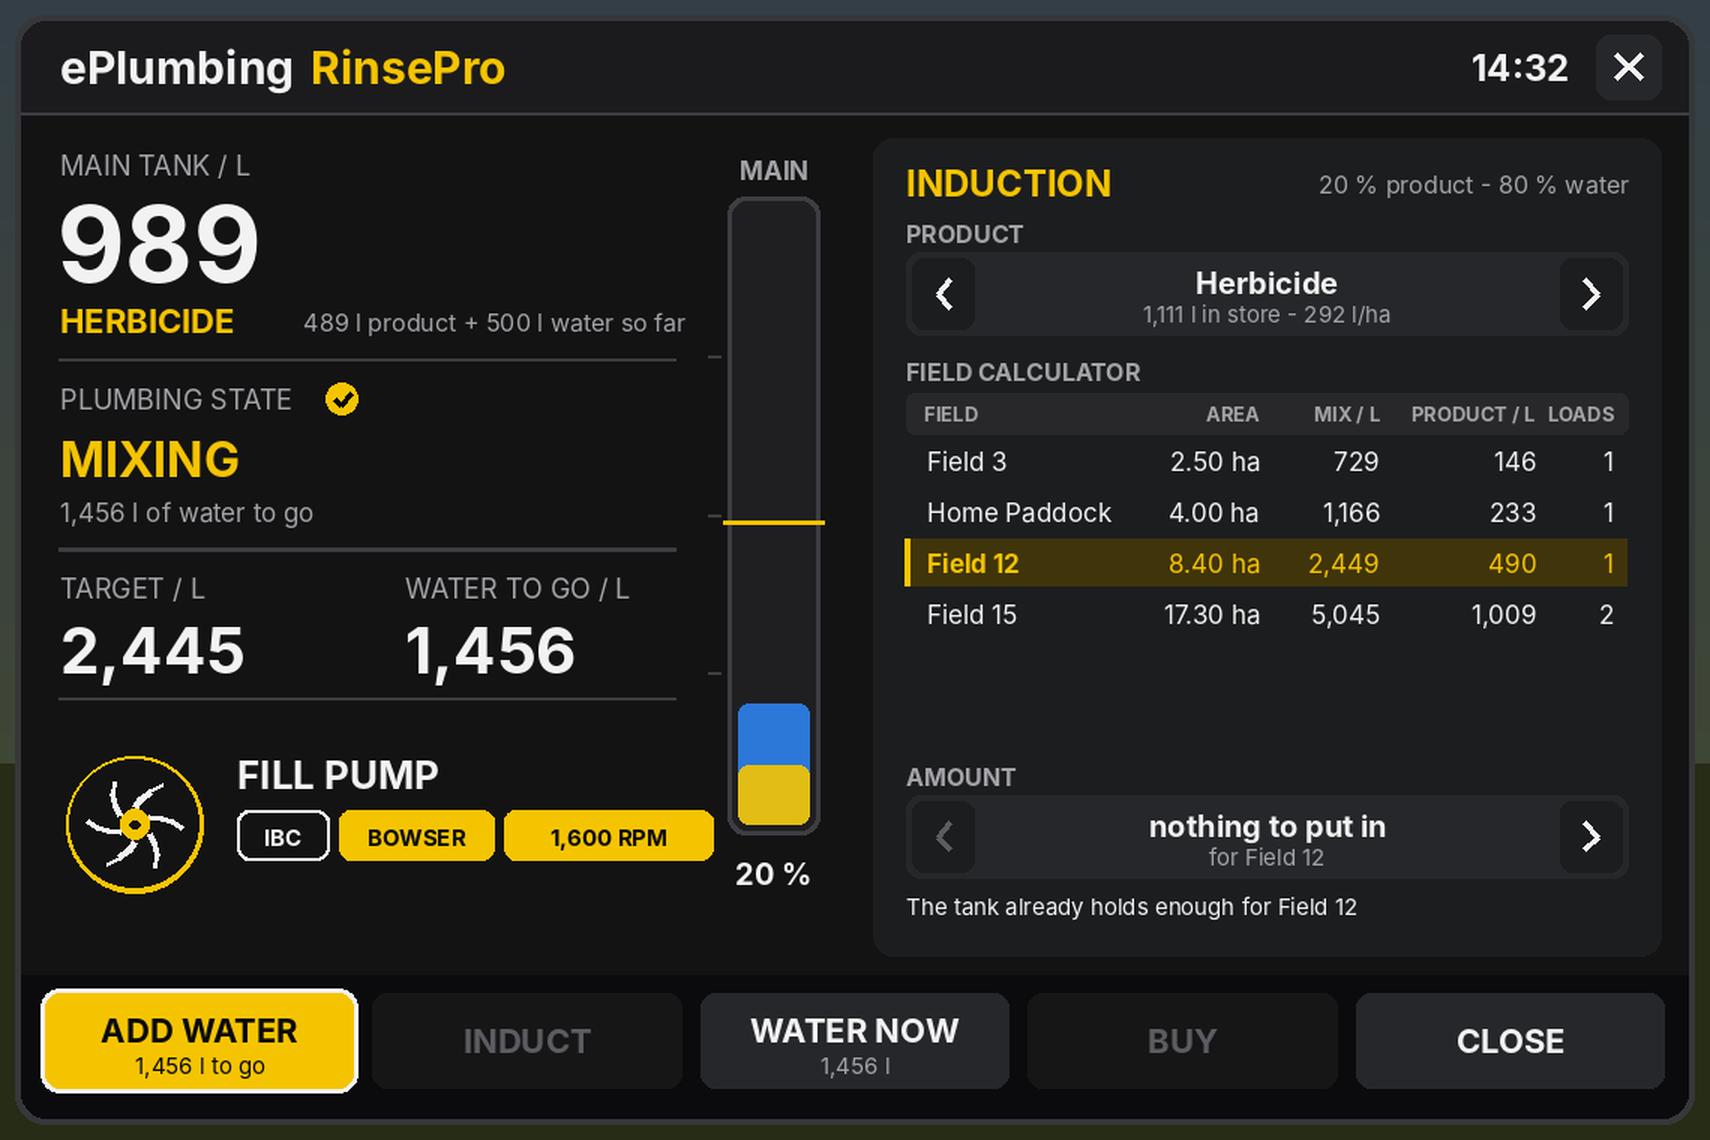 ePlumbing RinsePro
14:32
MAIN TANK / L
989
HERBICIDE
489 l product + 500 l water so far
PLUMBING STATE
MIXING
1,456 l of water to go
TARGET / L
WATER TO GO / L
2,445
1,456
FILL PUMP
IBC
BOWSER
1,600 RPM
MAIN
20 %
INDUCTION
20 % product - 80 % water
PRODUCT
Herbicide
1,111 l in store - 292 l/ha
FIELD CALCULATOR
FIELD AREA MIX / L PRODUCT / L LOADS
Field 3 2.50 ha 729 146 1
Home Paddock 4.00 ha 1,166 233 1
Field 12 8.40 ha 2,449 490 1
Field 15 17.30 ha 5,045 1,009 2
AMOUNT
nothing to put in
for Field 12
The tank already holds enough for Field 12
ADD WATER
1,456 l to go
INDUCT
WATER NOW
1,456 l
BUY
CLOSE